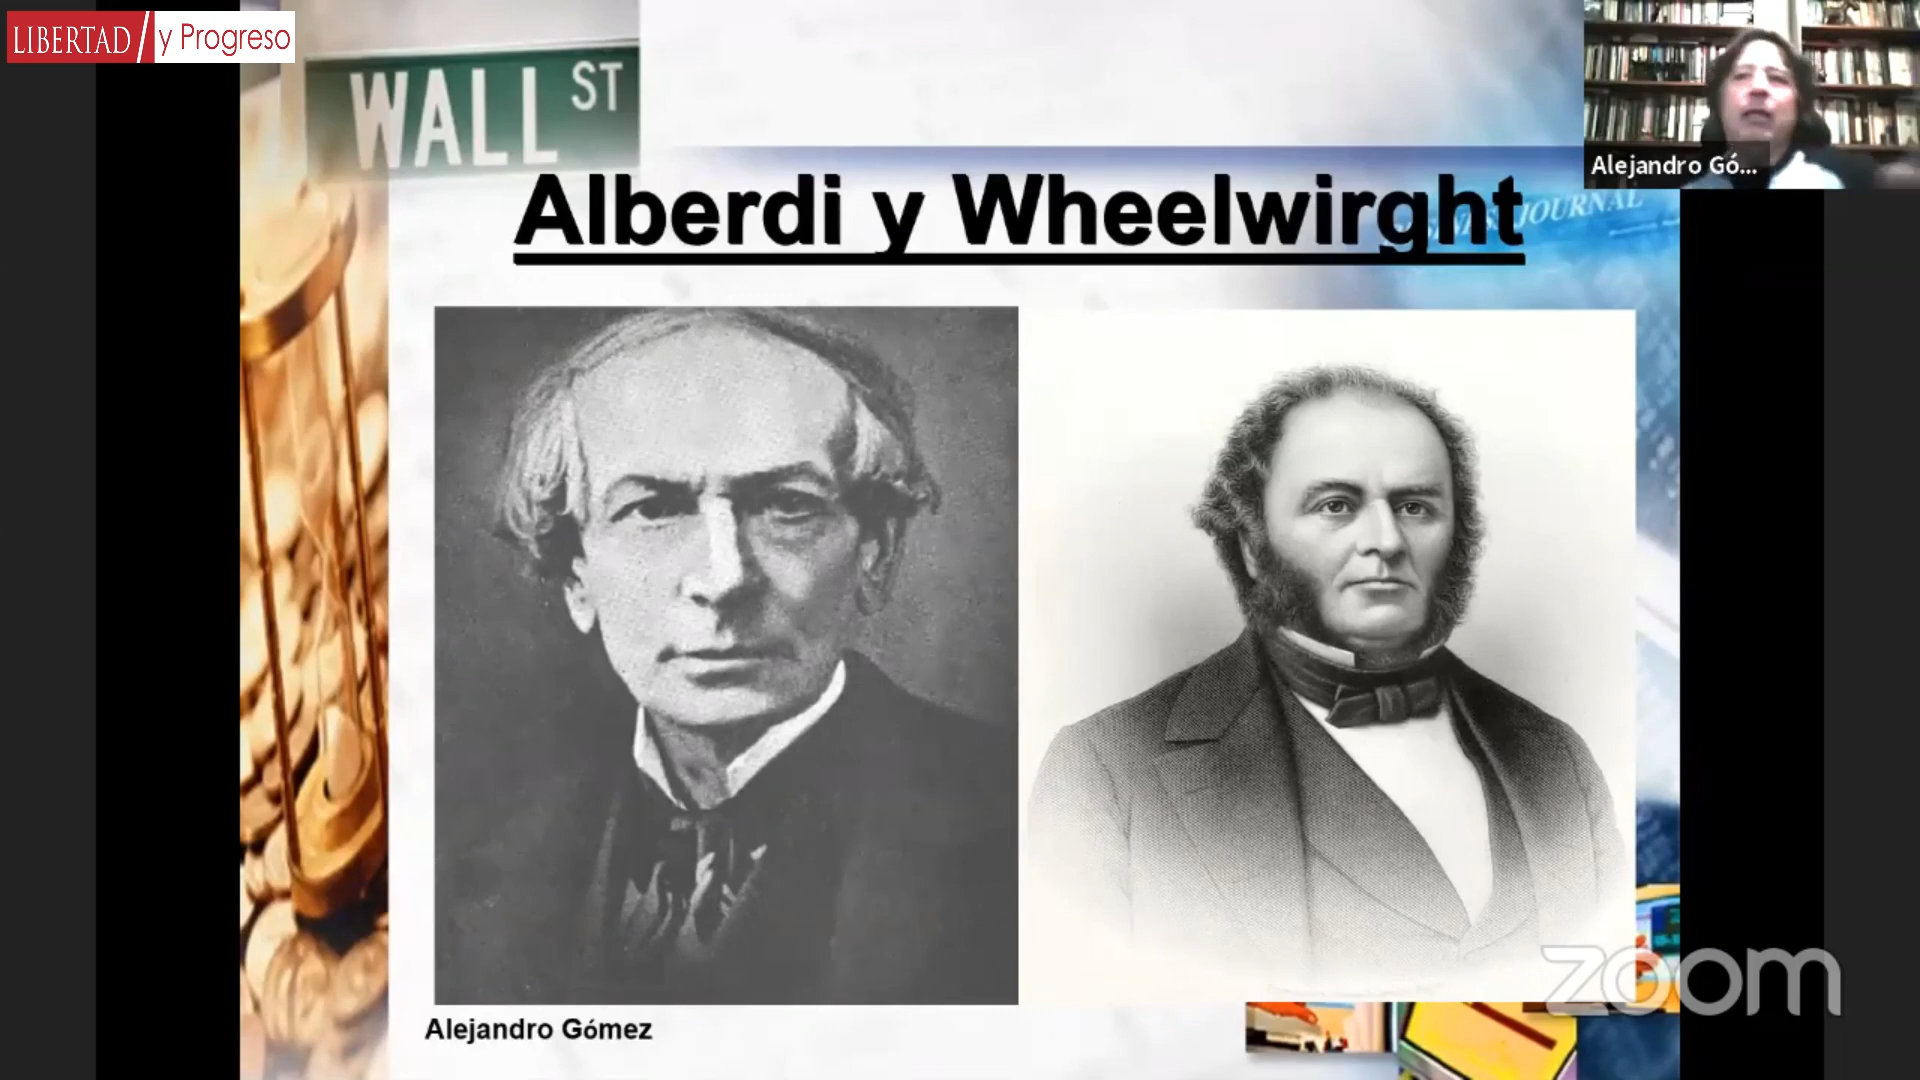 LIBERTAD y Progreso
WALL ST
Alberdi y Wheelwirght
JOURNAL
Alejandro Gó...
Alejandro Gómez
zoom